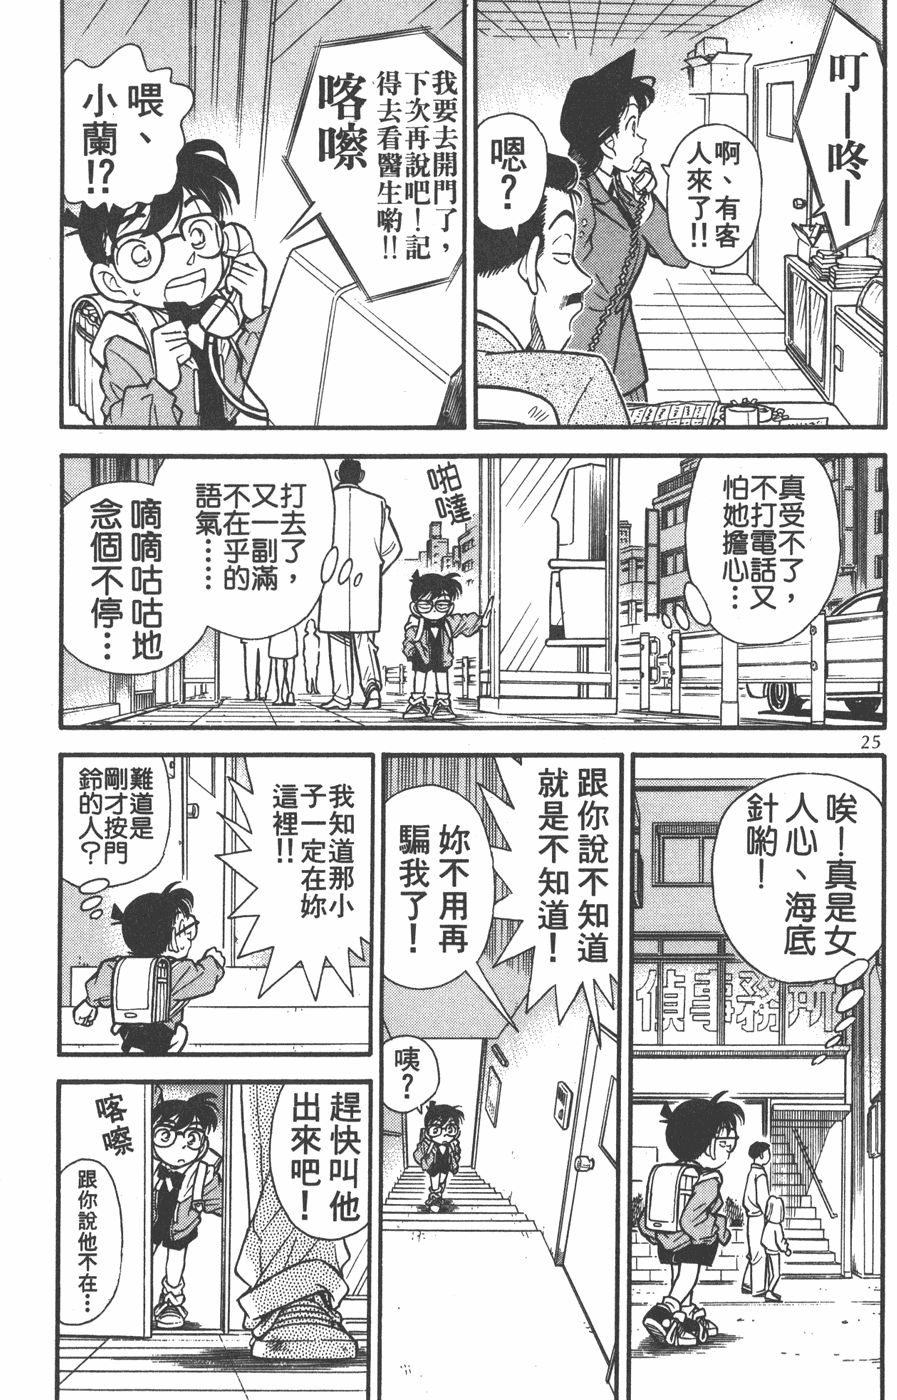 叮—咚—
啊、有客
人來了!!
嗯?
我要去開門了,
下次再說吧!記
得去看醫生喲!!
喀嚓
喂、
小蘭!?
真受不了,
不打電話又
怕她擔心…
啪噠
打去了,
又一副滿
不在乎的
語氣……
嘀嘀咕咕地
念個不停…
25
唉!真是女
人心、海底
針喲!
偵事務所
跟你說不知道
就是不知道!
妳不用再
騙我了!
咦?
我知道那小
子一定在妳
這裡!!
難道是
剛才按門
鈴的人?
趕快叫他
出來吧!
喀嚓
跟你說他不在…